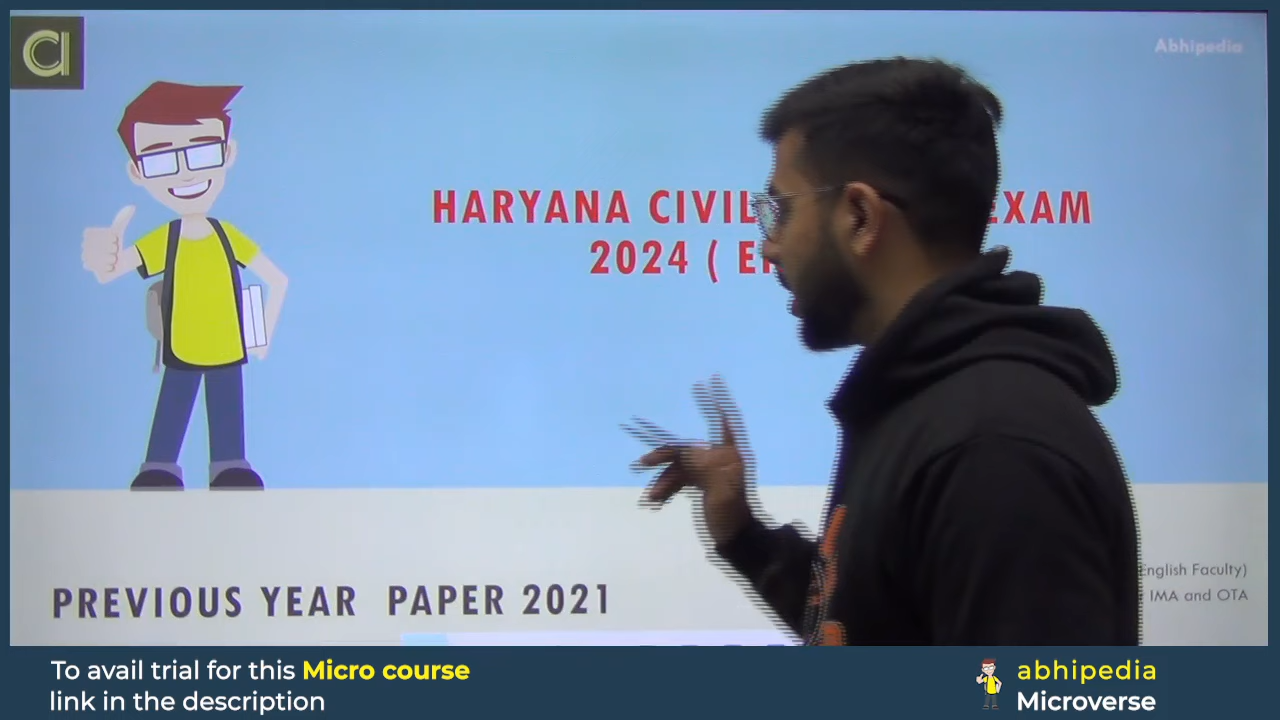 Abhipedia
HARYANA CIVIL EXAM
2024 (
English Faculty)
IMA and OTA
PREVIOUS YEAR PAPER 2021
To avail trial for this Micro course
link in the description
abhipedia
Microverse